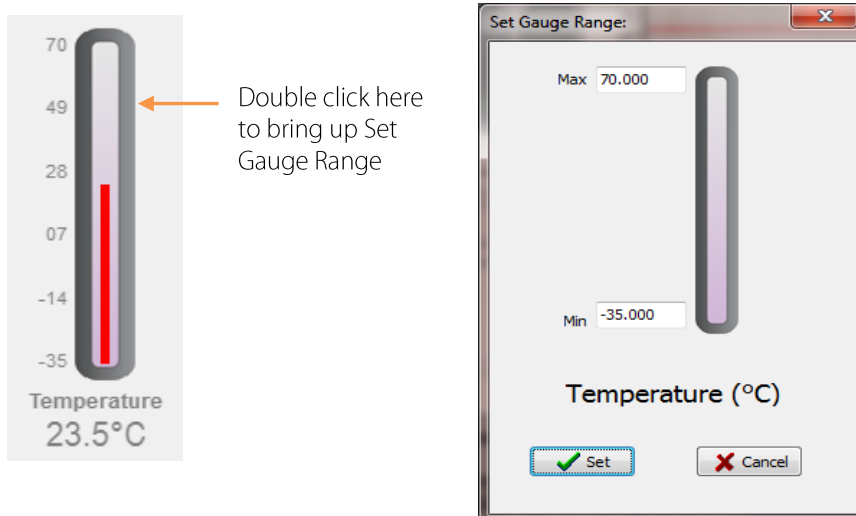 70
49
28
07
-14
-35
Temperature
23.5°C
Double click here
to bring up Set
Gauge Range
Set Gauge Range:
Max 70.000
Min -35.000
Temperature (°C)
Set
Cancel